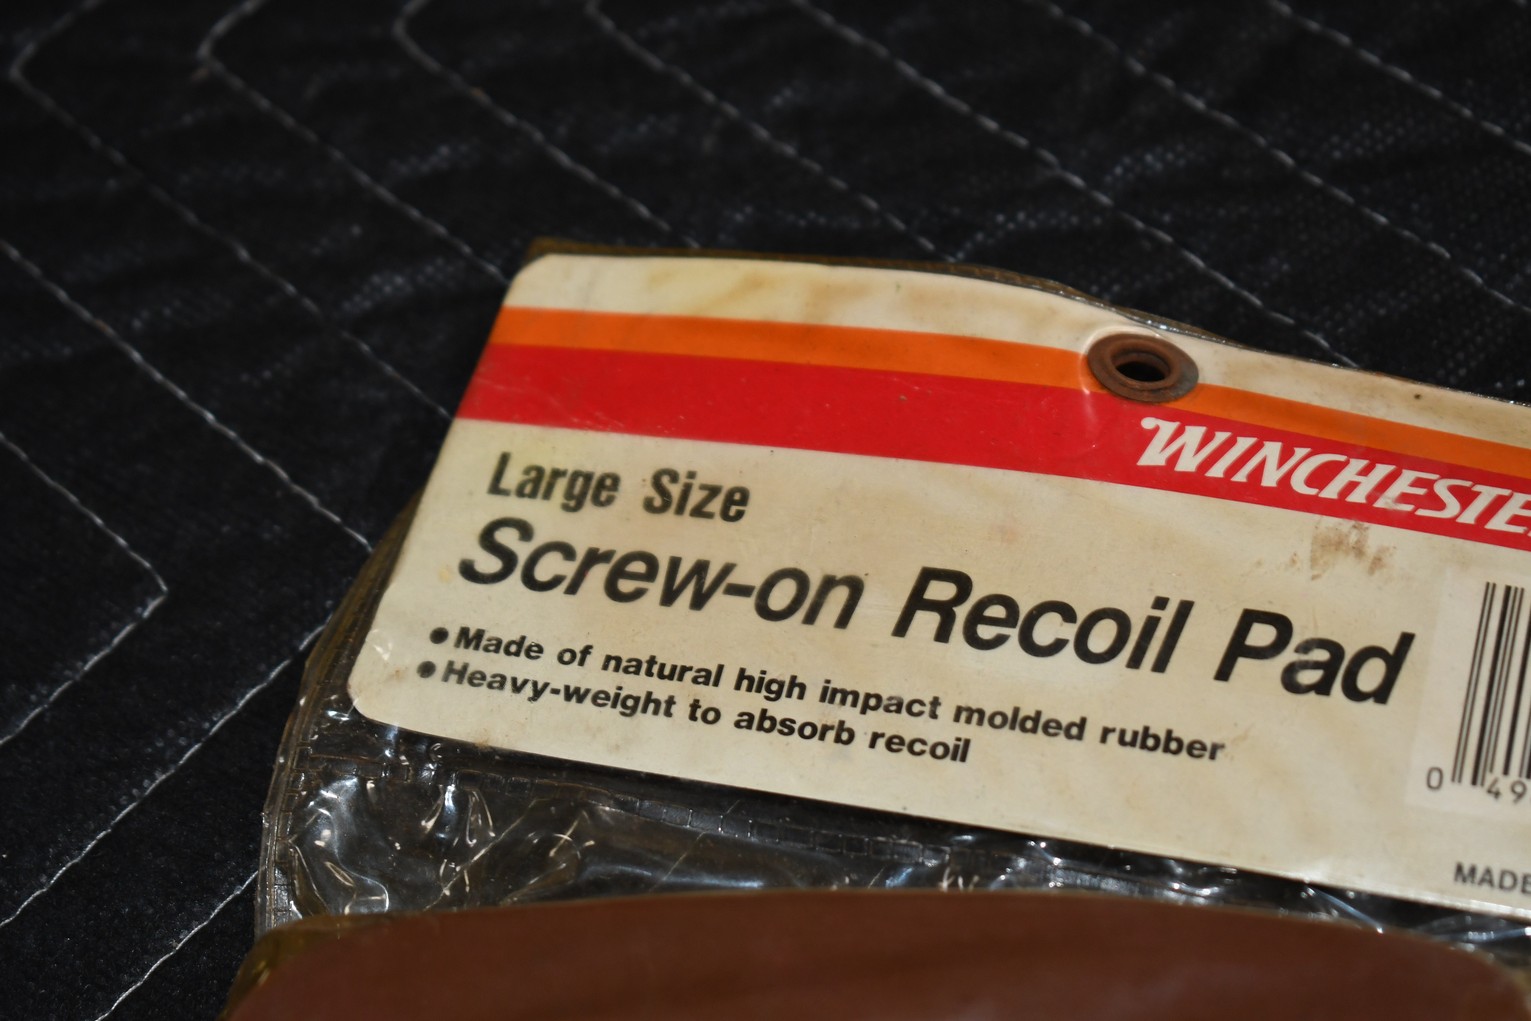 WINCHESTE
Large Size
Screw-on Recoil Pad
● Made of natural high impact molded rubber
● Heavy-weight to absorb recoil
0 49
MADE